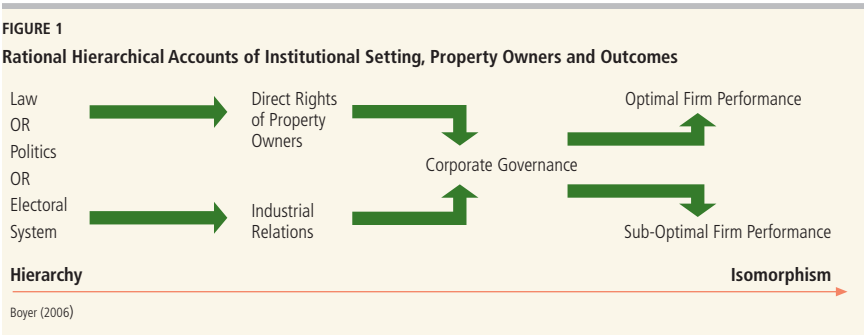 FIGURE 1
Rational Hierarchical Accounts of Institutional Setting, Property Owners and Outcomes
Law
OR
Politics
OR
Electoral
System
Direct Rights
of Property
Owners
Industrial
Relations
Corporate Governance
Optimal Firm Performance
Sub-Optimal Firm Performance
Hierarchy
Isomorphism
Boyer (2006)